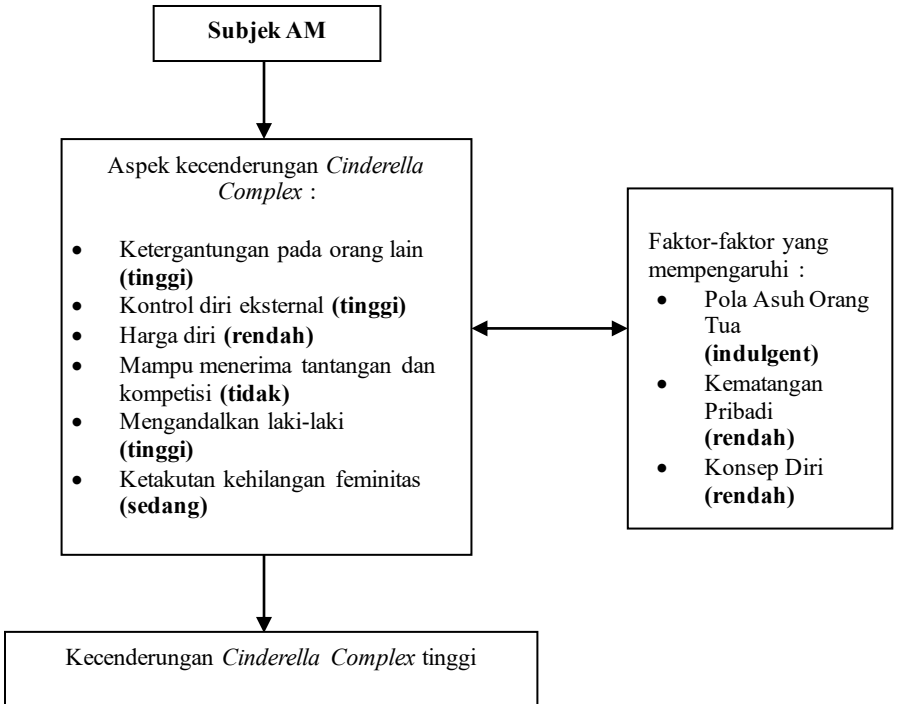 Subjek AM
Aspek kecenderungan Cinderella
Complex :
• Ketergantungan pada orang lain
(tinggi)
• Kontrol diri eksternal (tinggi)
• Harga diri (rendah)
• Mampu menerima tantangan dan
kompetisi (tidak)
• Mengandalkan laki-laki
(tinggi)
• Ketakutan kehilangan feminitas
(sedang)
Faktor-faktor yang
mempengaruhi :
• Pola Asuh Orang
Tua
(indulgent)
• Kematangan
Pribadi
(rendah)
• Konsep Diri
(rendah)
Kecenderungan Cinderella Complex tinggi